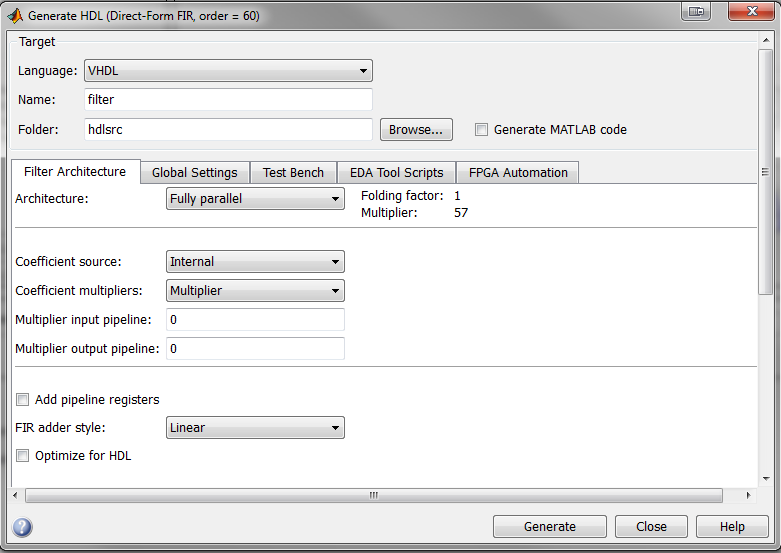 Generate HDL (Direct-Form FIR, order = 60)
Target
Language: VHDL
Name: filter
Folder: hdlsrc Browse... Generate MATLAB code
Filter Architecture Global Settings Test Bench EDA Tool Scripts FPGA Automation
Architecture: Fully parallel Folding factor: 1
Multiplier: 57
Coefficient source: Internal
Coefficient multipliers: Multiplier
Multiplier input pipeline: 0
Multiplier output pipeline: 0
Add pipeline registers
FIR adder style: Linear
Optimize for HDL
? Generate Close Help